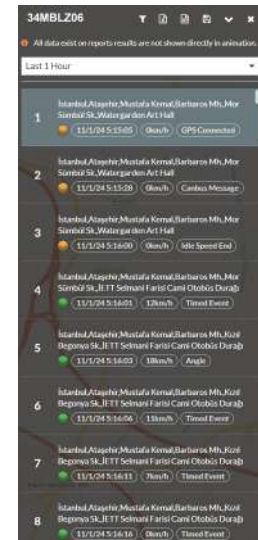 34MBLZ06
All data exist on reports results are not shown directly in animation.
Last 1 Hour
1
İstanbul,Ataşehir,Mustafa Kemal,Barbaros Mh.,Mor
Sümbül Sk.,Watergarden Art Hall
11/1/24 5:15:05 0km/h GPS Connected
2
İstanbul,Ataşehir,Mustafa Kemal,Barbaros Mh.,Mor
Sümbül Sk.,Watergarden Art Hall
11/1/24 5:15:28 0km/h Canbus Message
3
İstanbul,Ataşehir,Mustafa Kemal,Barbaros Mh.,Mor
Sümbül Sk.,Watergarden Art Hall
11/1/24 5:16:00 0km/h Idle Speed End
4
İstanbul,Ataşehir,Mustafa Kemal,Barbaros Mh.,Mor
Sümbül Sk.,İETT Selmani Farisi Cami Otobüs Durağı
11/1/24 5:16:01 12km/h Timed Event
5
İstanbul,Ataşehir,Mustafa Kemal,Barbaros Mh.,Kızıl
Begonya Sk.,İETT Selmani Farisi Cami Otobüs Durağı
11/1/24 5:16:03 18km/h Angle
6
İstanbul,Ataşehir,Mustafa Kemal,Barbaros Mh.,Kızıl
Begonya Sk.,İETT Selmani Farisi Cami Otobüs Durağı
11/1/24 5:16:06 11km/h Timed Event
7
İstanbul,Ataşehir,Mustafa Kemal,Barbaros Mh.,Kızıl
Begonya Sk.,İETT Selmani Farisi Cami Otobüs Durağı
11/1/24 5:16:11 7km/h Timed Event
8
İstanbul,Ataşehir,Mustafa Kemal,Barbaros Mh.,Kızıl
Begonya Sk.,İETT Selmani Farisi Cami Otobüs Durağı
11/1/24 5:16:16 0km/h Timed Event